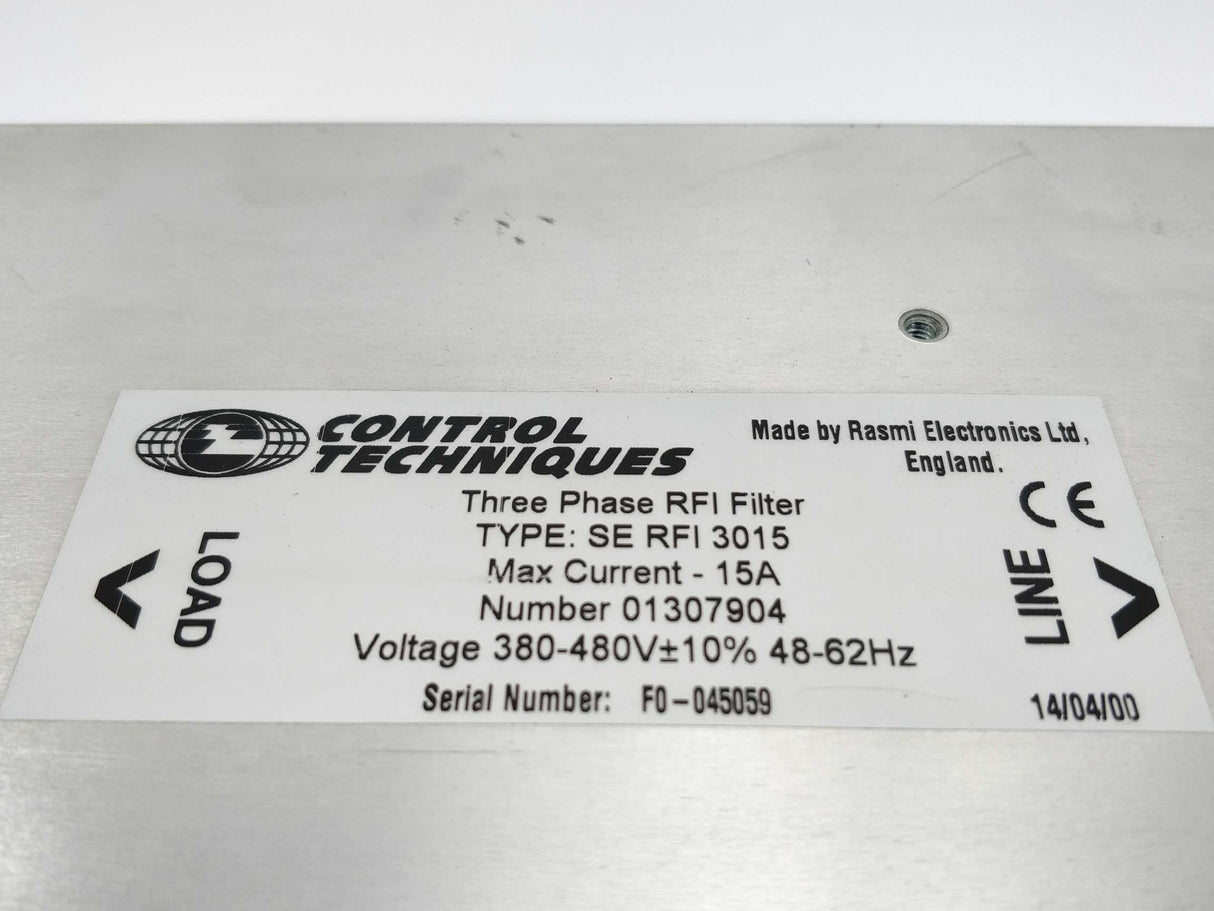 CONTROL
TECHNIQUES
Made by Rasmi Electronics Ltd,
England.
CE
Three Phase RFI Filter
TYPE: SE RFI 3015
Max Current - 15A
Number 01307904
Voltage 380-480V±10% 48-62Hz
LOAD
<
LINE
>
Serial Number: F0-045059
14/04/00